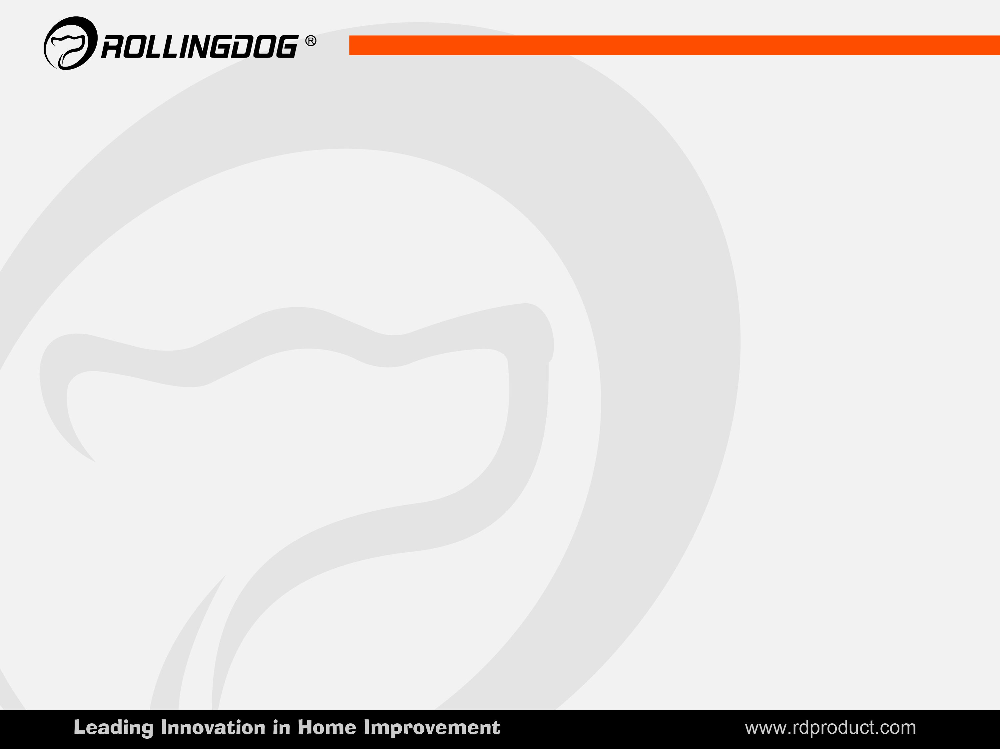 ROLLINGDOG ®
Leading Innovation in Home Improvement
www.rdproduct.com